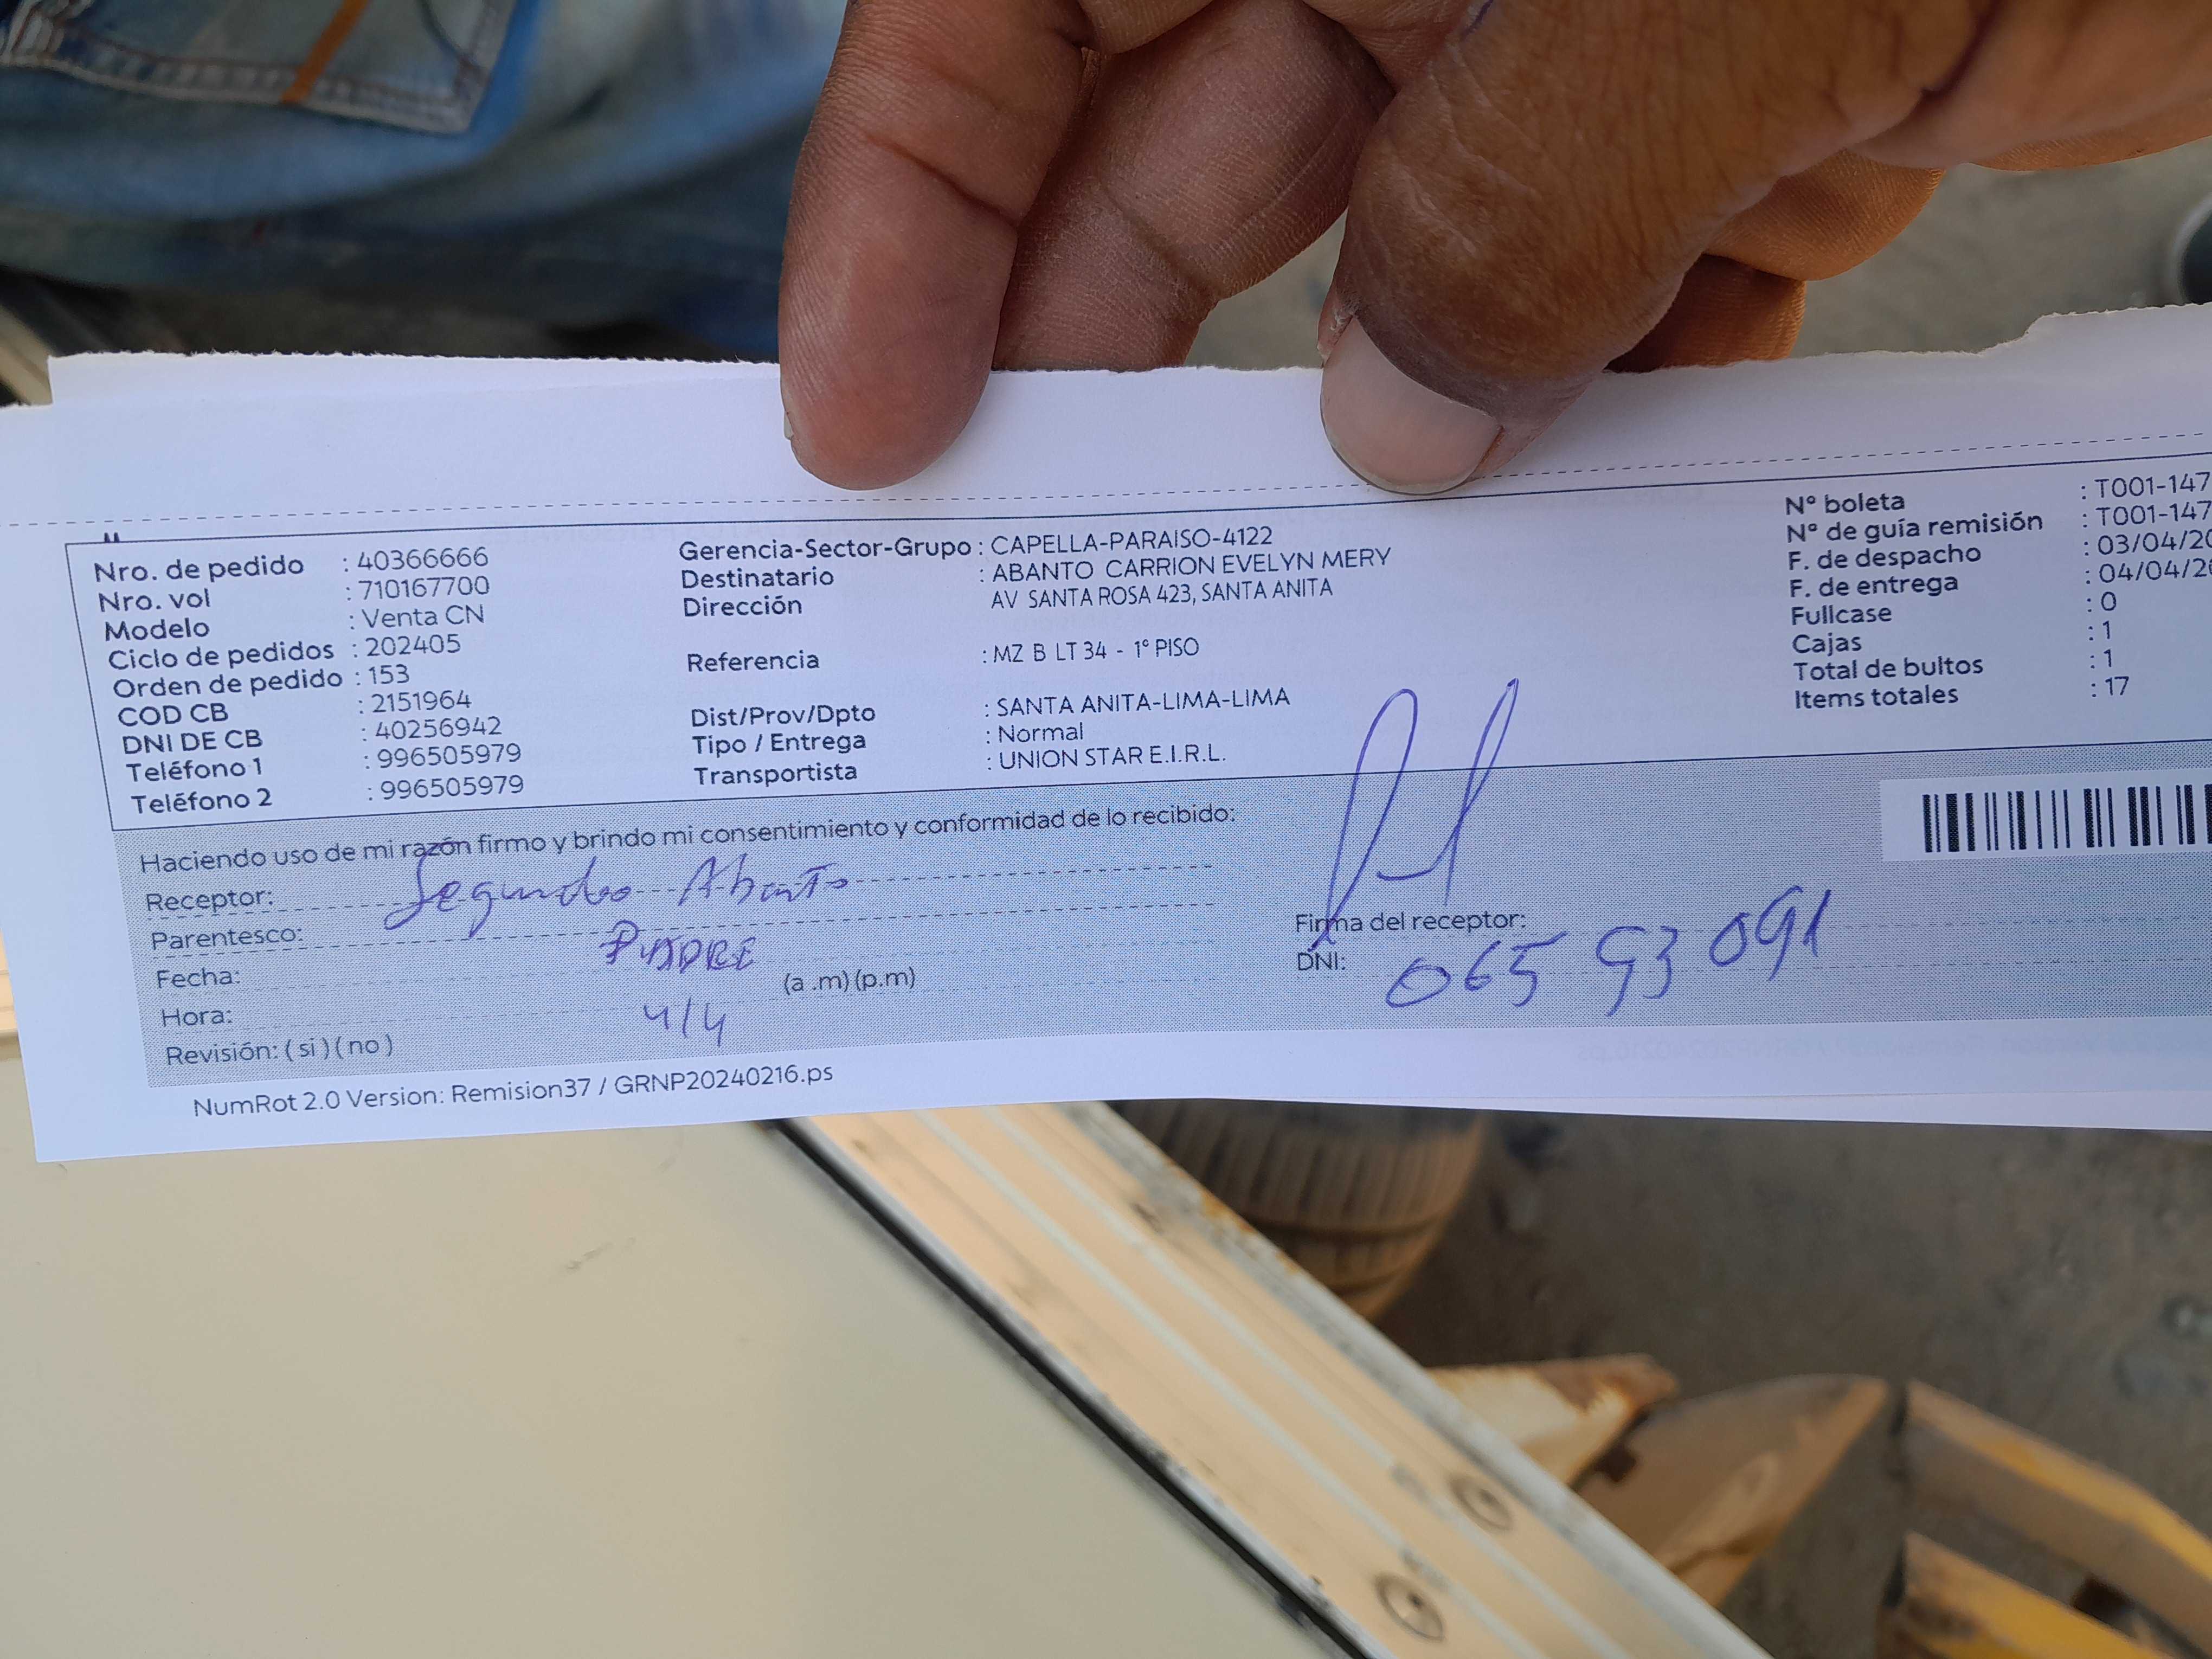 Nro. de pedido : 40366666
Nro. vol : 710167700
Modelo : Venta CN
Ciclo de pedidos : 202405
Orden de pedido : 153
COD CB : 2151964
DNI DE CB : 40256942
Teléfono 1 : 996505979
Teléfono 2 : 996505979
Gerencia-Sector-Grupo : CAPELLA-PARAISO-4122
Destinatario : ABANTO CARRION EVELYN MERY
Dirección AV SANTA ROSA 423, SANTA ANITA
Referencia : MZ B LT 34 - 1° PISO
Dist/Prov/Dpto : SANTA ANITA-LIMA-LIMA
Tipo / Entrega : Normal
Transportista : UNION STAR E.I.R.L.
N° boleta : T001-147
N° de guía remisión : T001-147
F. de despacho : 03/04/20
F. de entrega : 04/04/20
Fullcase : 0
Cajas : 1
Total de bultos : 1
Items totales : 17
Haciendo uso de mi razón firmo y brindo mi consentimiento y conformidad de lo recibido:
Receptor: Segundo Abanto
Parentesco: PADRE
Fecha: 4/4
Hora: (a .m) (p.m)
Revisión: ( si ) ( no )
Firma del receptor:
DNI: 065 93 091
NumRot 2.0 Version: Remision37 / GRNP20240216.ps